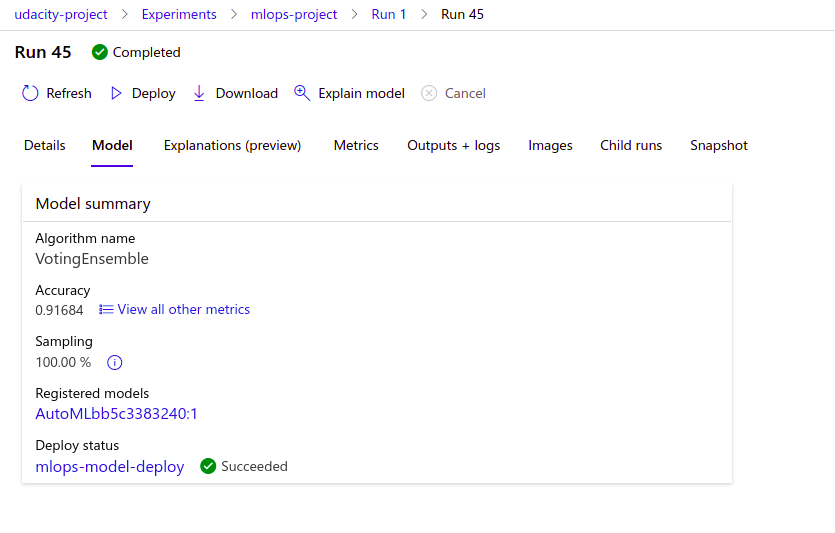 udacity-project > Experiments > mlops-project > Run 1 > Run 45
Run 45 Completed
Refresh Deploy Download Explain model Cancel
Details Model Explanations (preview) Metrics Outputs + logs Images Child runs Snapshot
Model summary
Algorithm name
VotingEnsemble
Accuracy
0.91684 View all other metrics
Sampling
100.00 %
Registered models
AutoMLbb5c3383240:1
Deploy status
mlops-model-deploy Succeeded